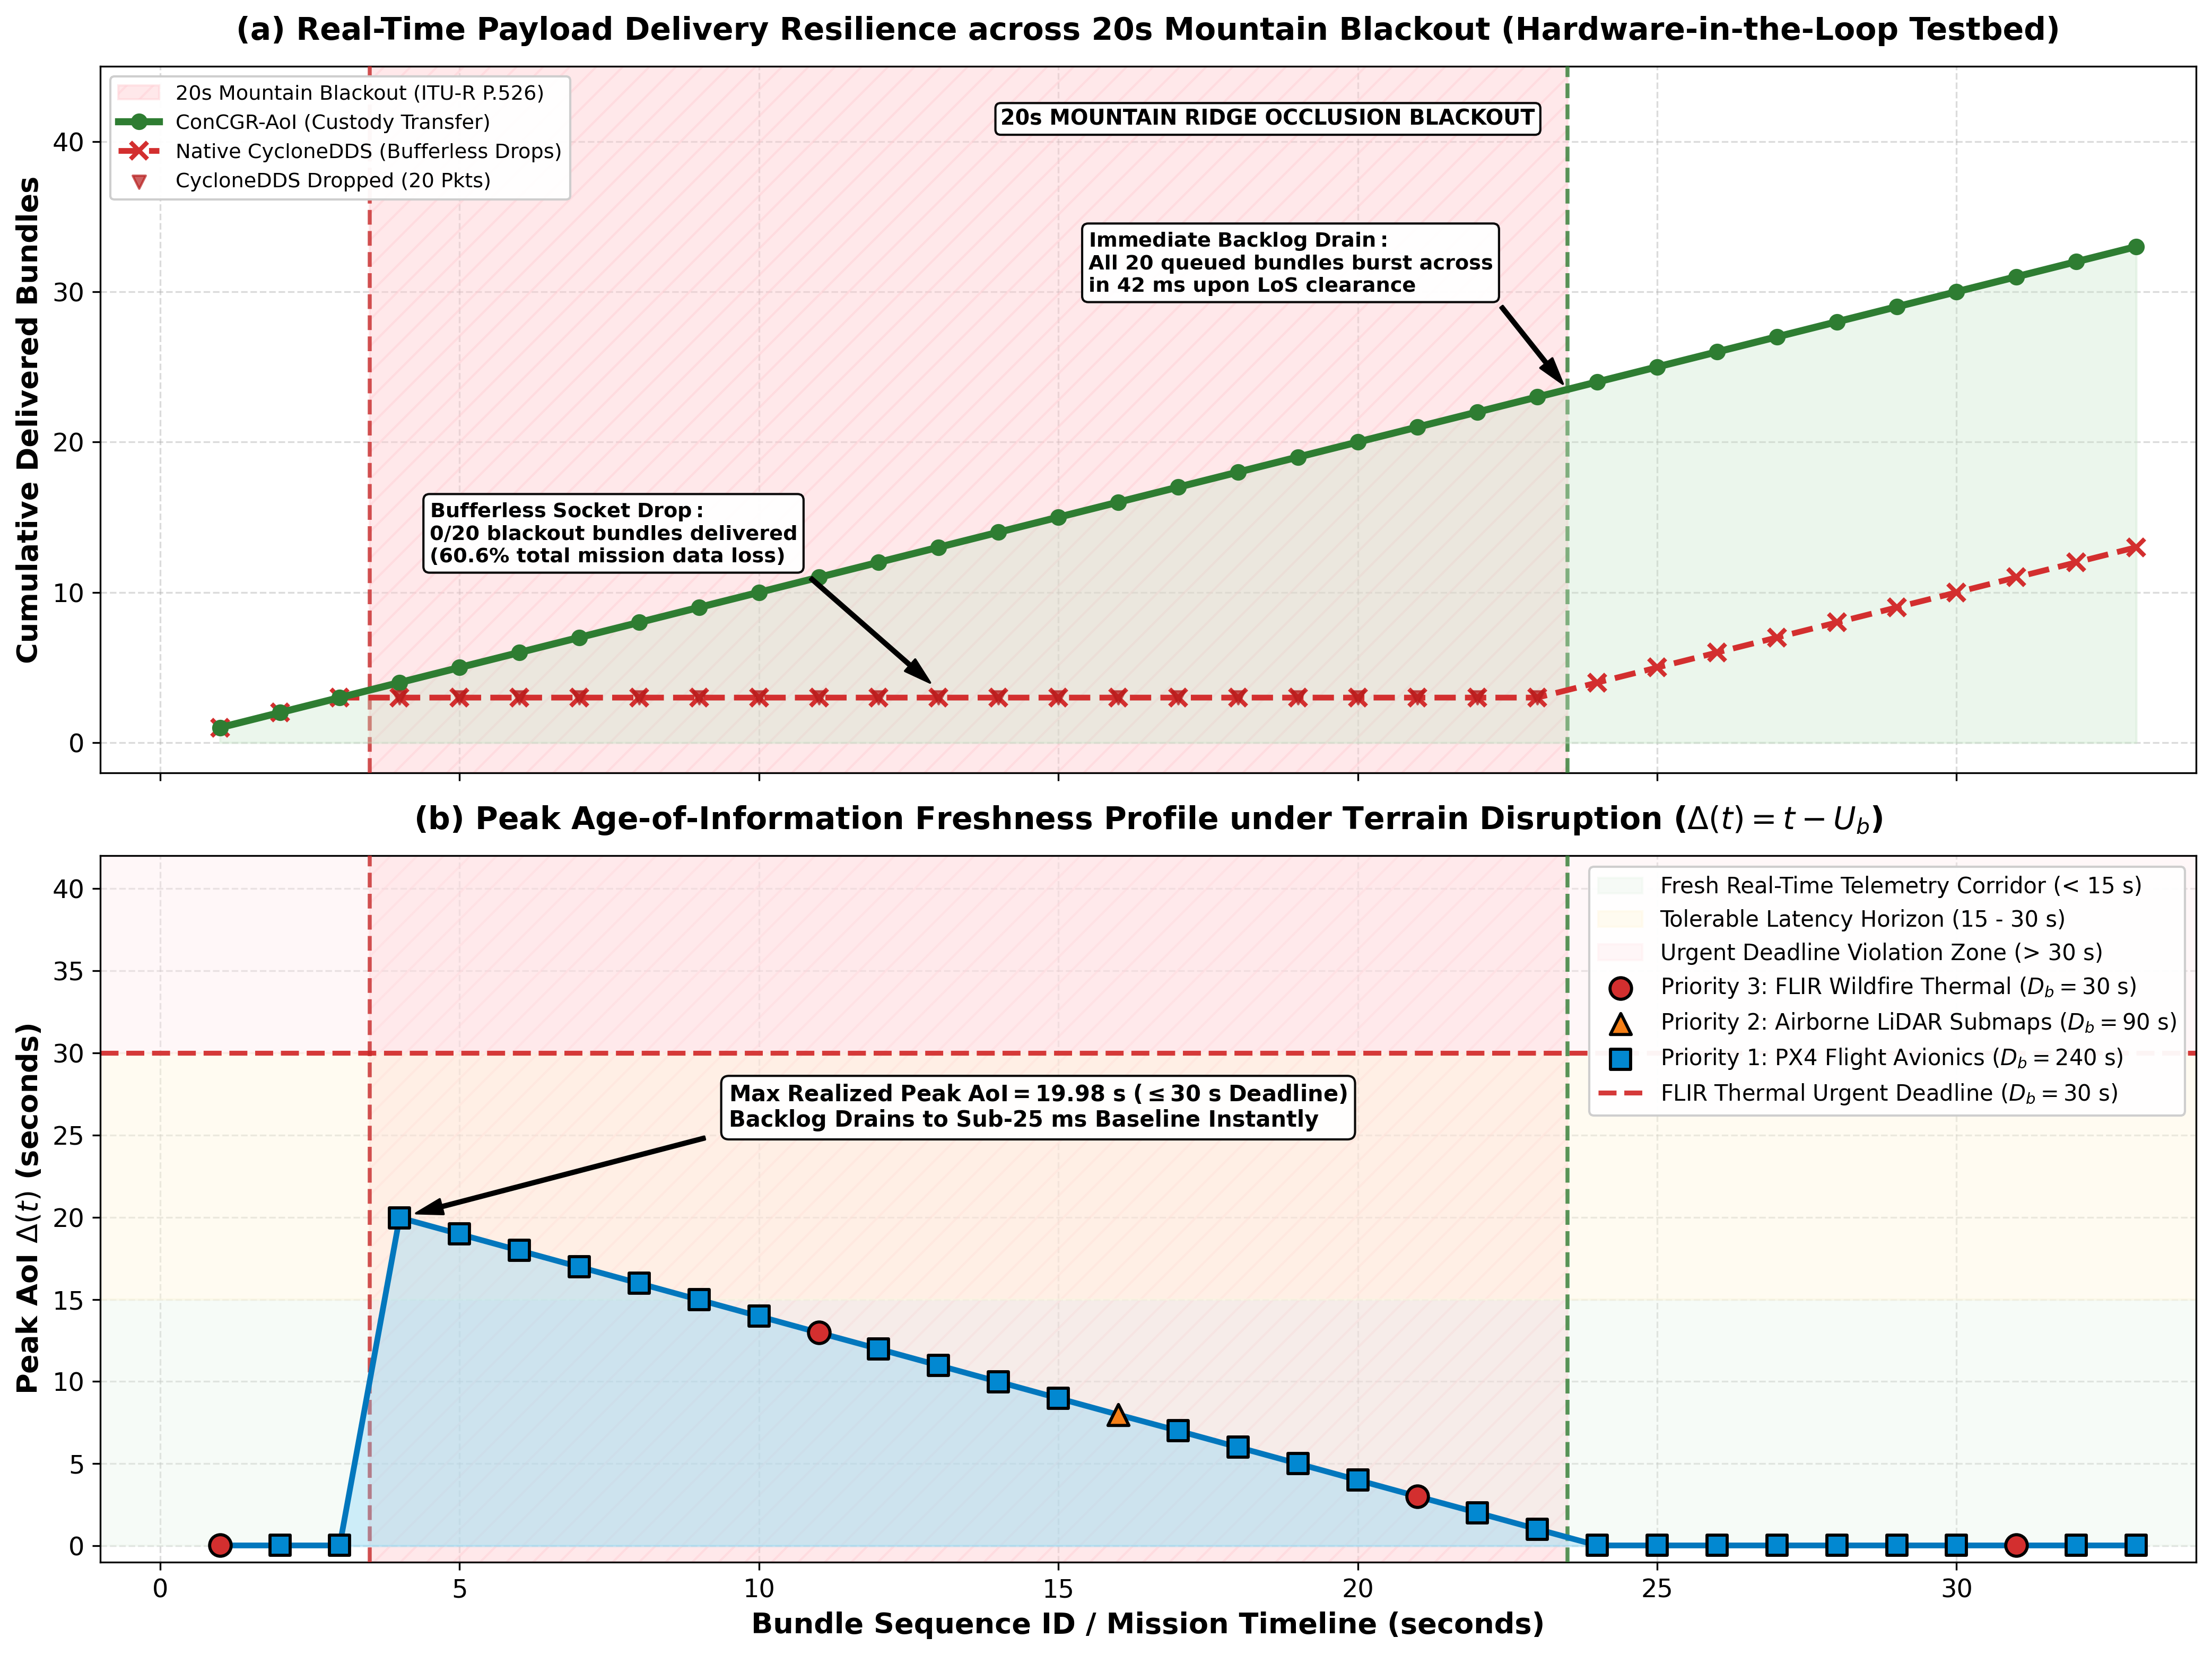 (a) Real-Time Payload Delivery Resilience across 20s Mountain Blackout (Hardware-in-the-Loop Testbed)
Cumulative Delivered Bundles
40
30
20
10
0
20s Mountain Blackout (ITU-R P.526)
ConCGR-AoI (Custody Transfer)
Native CycloneDDS (Bufferless Drops)
CycloneDDS Dropped (20 Pkts)
20s MOUNTAIN RIDGE OCCLUSION BLACKOUT
Immediate Backlog Drain:
All 20 queued bundles burst across
in 42 ms upon LoS clearance
Bufferless Socket Drop:
0/20 blackout bundles delivered
(60.6% total mission data loss)
(b) Peak Age-of-Information Freshness Profile under Terrain Disruption (Δ(t) = t − U_b)
Peak AoI Δ(t) (seconds)
40
35
30
25
20
15
10
5
0
Fresh Real-Time Telemetry Corridor (< 15 s)
Tolerable Latency Horizon (15 - 30 s)
Urgent Deadline Violation Zone (> 30 s)
Priority 3: FLIR Wildfire Thermal (D_b = 30 s)
Priority 2: Airborne LiDAR Submaps (D_b = 90 s)
Priority 1: PX4 Flight Avionics (D_b = 240 s)
FLIR Thermal Urgent Deadline (D_b = 30 s)
Max Realized Peak AoI = 19.98 s (≤ 30 s Deadline)
Backlog Drains to Sub-25 ms Baseline Instantly
0 5 10 15 20 25 30
Bundle Sequence ID / Mission Timeline (seconds)